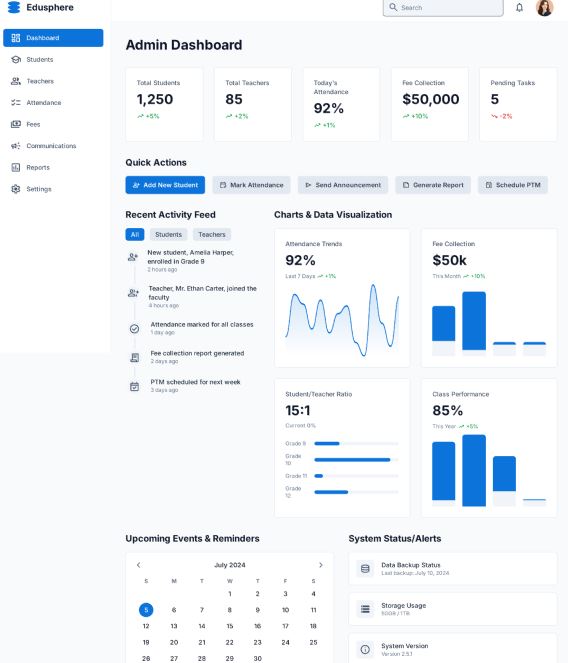 Edusphere
Search
Dashboard
Students
Teachers
Attendance
Fees
Communications
Reports
Settings
Admin Dashboard
Total Students
1,250
+5%
Total Teachers
85
+2%
Today's
Attendance
92%
+1%
Fee Collection
$50,000
+10%
Pending Tasks
5
-2%
Quick Actions
Add New Student
Mark Attendance
Send Announcement
Generate Report
Schedule PTM
Recent Activity Feed
All
Students
Teachers
New student, Amelia Harper,
enrolled in Grade 9
2 hours ago
Teacher, Mr. Ethan Carter, joined the
faculty
4 hours ago
Attendance marked for all classes
1 day ago
Fee collection report generated
2 days ago
PTM scheduled for next week
3 days ago
Charts & Data Visualization
Attendance Trends
92%
Last 7 Days +1%
Fee Collection
$50k
This Month +10%
Student/Teacher Ratio
15:1
Current 0%
Grade 9
Grade
10
Grade 11
Grade
12
Class Performance
85%
This Year +5%
Upcoming Events & Reminders
July 2024
S M T W T F S
1 2 3 4
5 6 7 8 9 10 11
12 13 14 15 16 17 18
19 20 21 22 23 24 25
26 27 28 29 30
System Status/Alerts
Data Backup Status
Last backup: July 10, 2024
Storage Usage
50GB / 1TB
System Version
Version 2.5.1